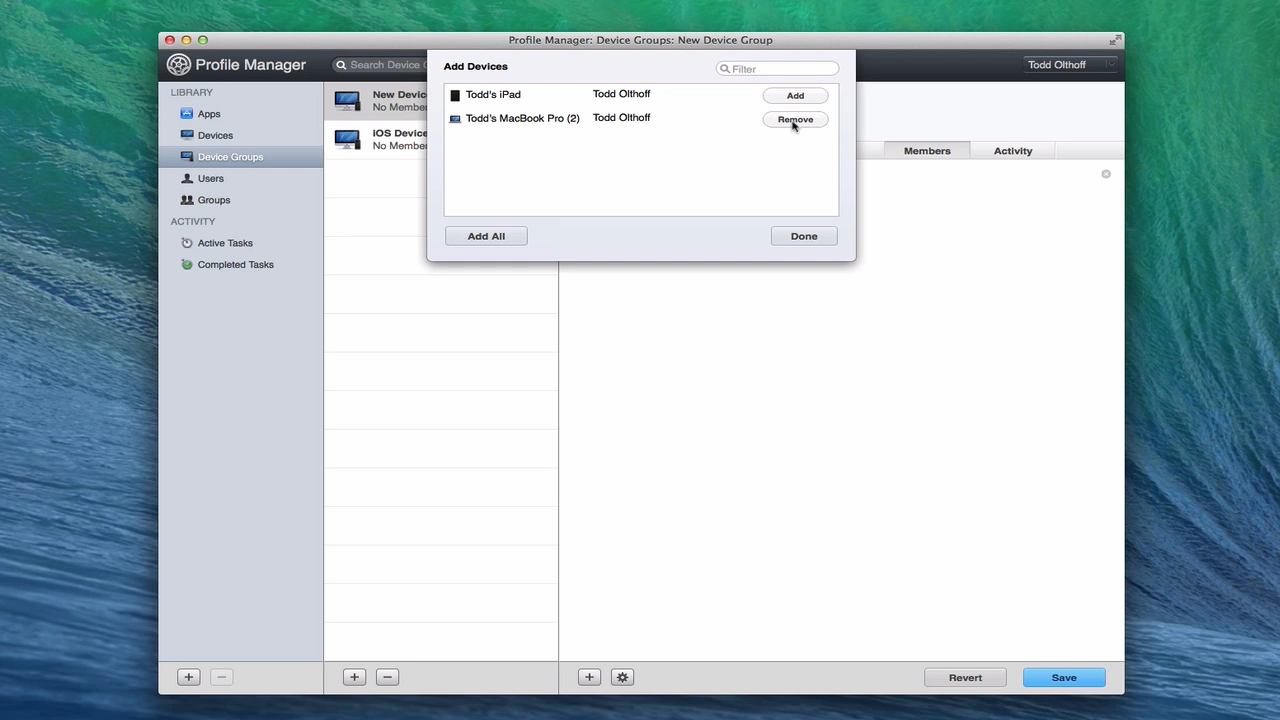 Profile Manager: Device Groups: New Device Group
Profile Manager
Search Device G
Todd Olthoff
LIBRARY
Apps
Devices
Device Groups
Users
Groups
ACTIVITY
Active Tasks
Completed Tasks
New Devic
No Member
iOS Device
No Member
Add Devices
Filter
Todd's iPad Todd Olthoff Add
Todd's MacBook Pro (2) Todd Olthoff Remove
Add All Done
Members Activity
Revert Save